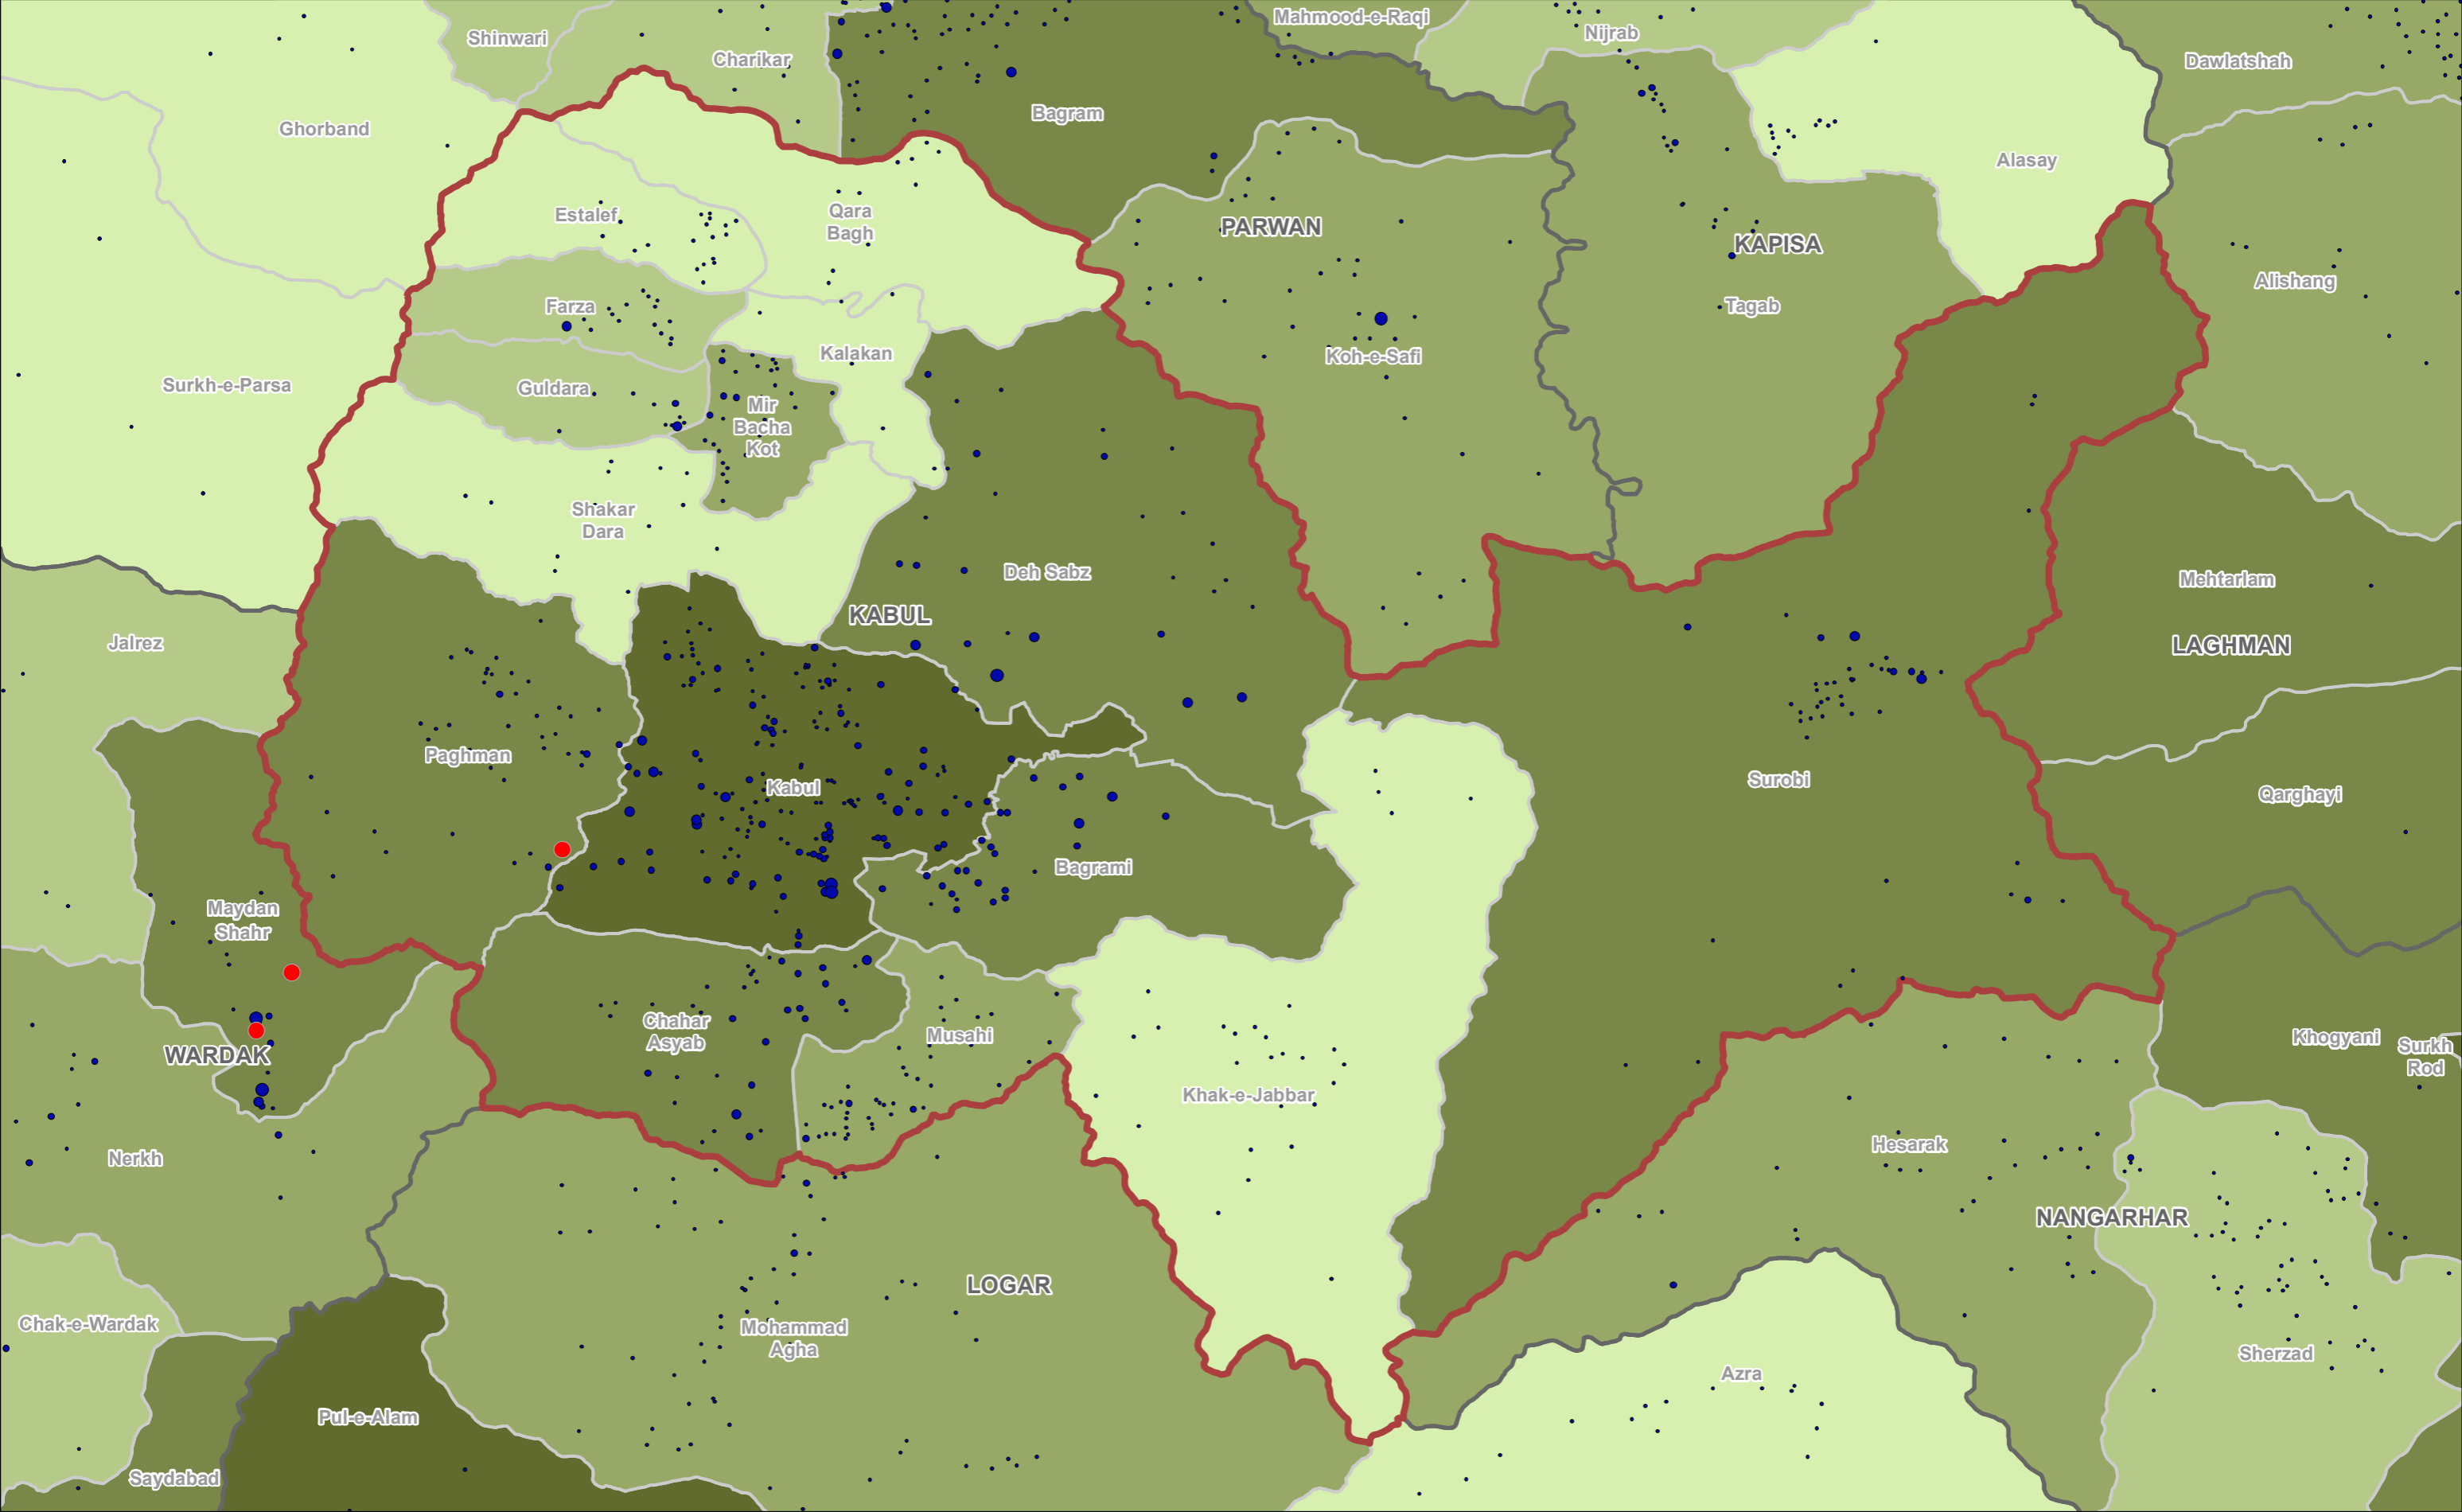 Mahmood-e-Raqi
Nijrab
Shinwari
Charikar
Dawlatshah
Bagram
Ghorband
Alasay
Estalef
Qara
Bagh
PARWAN
KAPISA
Alishang
Farza
Tagab
Kalakan
Koh-e-Safi
Surkh-e-Parsa
Guldara
Mir
Bacha
Kot
Shakar
Dara
Deh Sabz
Mehtarlam
KABUL
Jalrez
LAGHMAN
Paghman
Kabul
Surobi
Qarghayi
Bagrami
Maydan
Shahr
Chahar
Asyab
Musahi
Khogyani
Surkh
Rod
WARDAK
Khak-e-Jabbar
Hesarak
Nerkh
NANGARHAR
LOGAR
Chak-e-Wardak
Mohammad
Agha
Sherzad
Azra
Pul-e-Alam
Saydabad